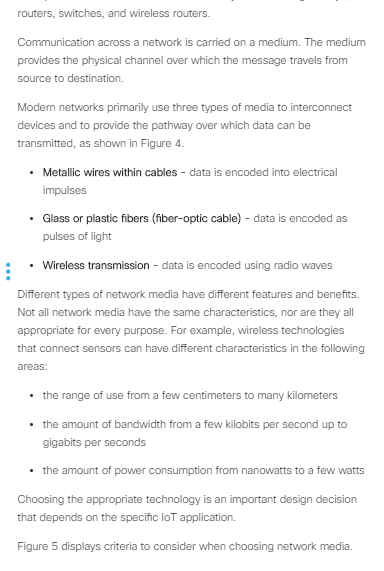 routers, switches, and wireless routers.
Communication across a network is carried on a medium. The medium
provides the physical channel over which the message travels from
source to destination.
Modern networks primarily use three types of media to interconnect
devices and to provide the pathway over which data can be
transmitted, as shown in Figure 4.
• Metallic wires within cables - data is encoded into electrical
impulses
• Glass or plastic fibers (fiber-optic cable) - data is encoded as
pulses of light
• Wireless transmission - data is encoded using radio waves
Different types of network media have different features and benefits.
Not all network media have the same characteristics, nor are they all
appropriate for every purpose. For example, wireless technologies
that connect sensors can have different characteristics in the following
areas:
• the range of use from a few centimeters to many kilometers
• the amount of bandwidth from a few kilobits per second up to
gigabits per seconds
• the amount of power consumption from nanowatts to a few watts
Choosing the appropriate technology is an important design decision
that depends on the specific IoT application.
Figure 5 displays criteria to consider when choosing network media.